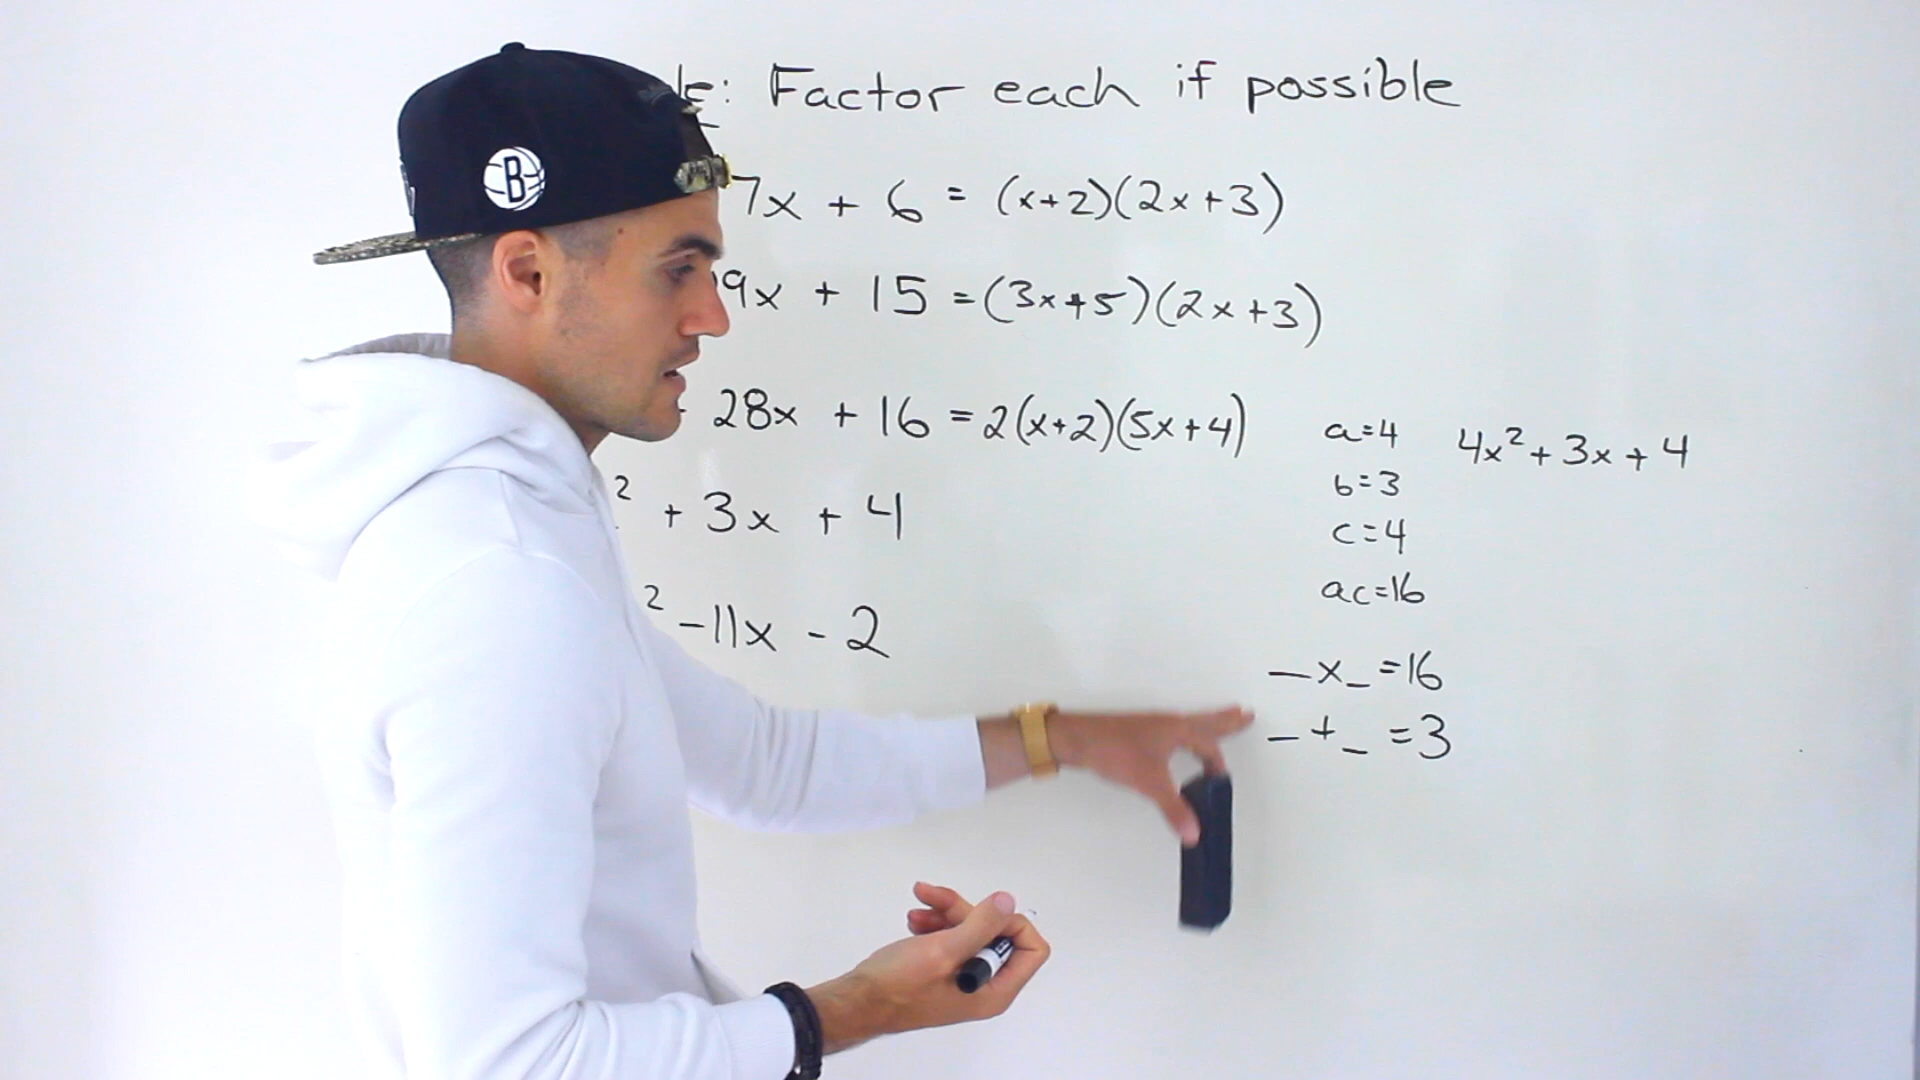 : Factor each if possible
7x + 6 = (x+2)(2x+3)
9x + 15 = (3x+5)(2x+3)
28x + 16 = 2(x+2)(5x+4)
² + 3x + 4
² -11x - 2
a=4
b=3
c=4
ac=16
4x² + 3x + 4
_x_ =16
_+_ =3
B